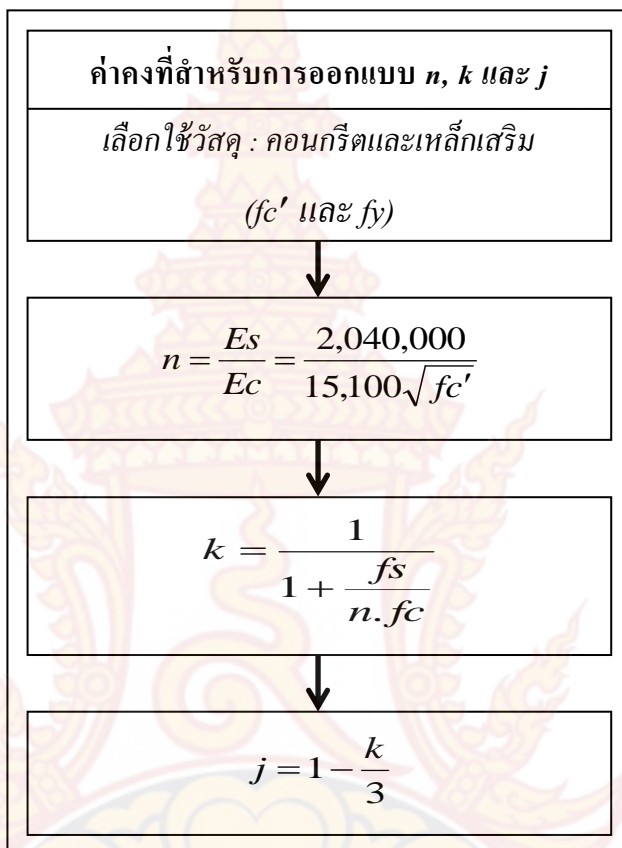 ค่าคงที่สำหรับการออกแบบ n, k และ j
เลือกใช้วัสดุ : คอนกรีตและเหล็กเสริม
(fc′ และ fy)
n = Es/Ec = 2,040,000/15,100√fc′
k = 1/(1 + fs/n.fc)
j = 1 − k/3